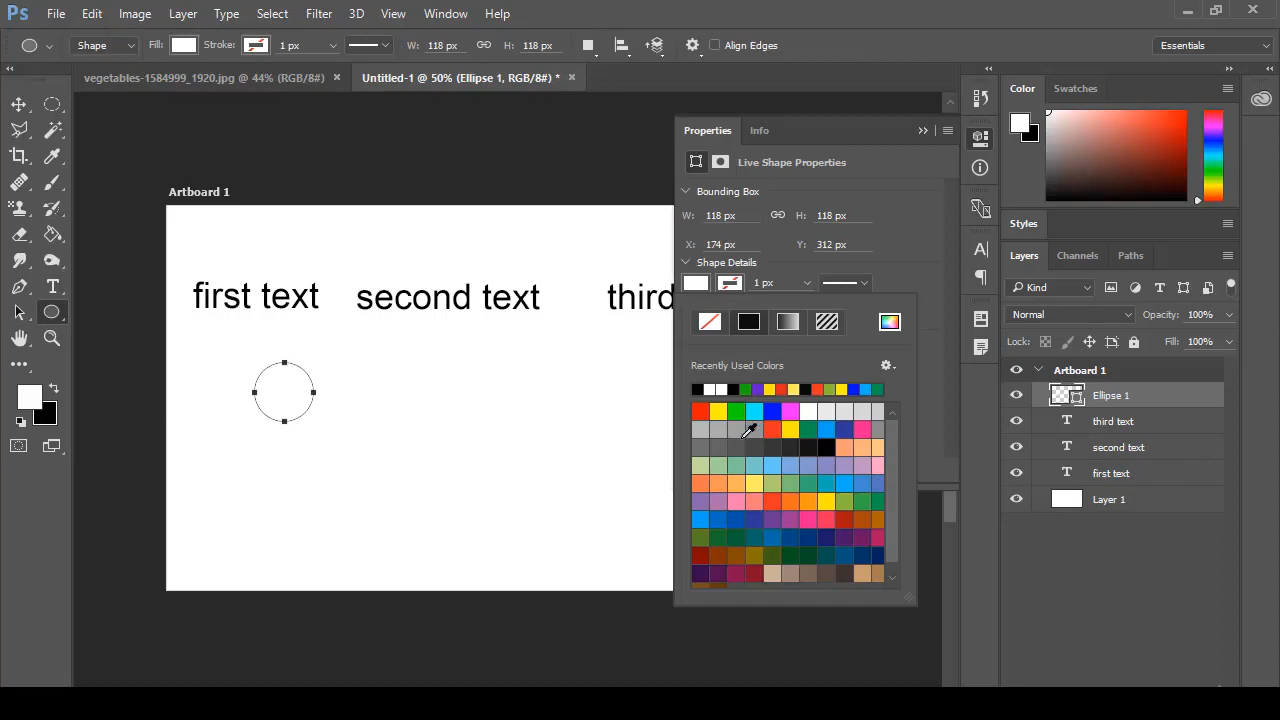 Ps File Edit Image Layer Type Select Filter 3D View Window Help
Shape Fill: Stroke: 1 px W: 118 px H: 118 px Align Edges Essentials
vegetables-1584999_1920.jpg @ 44% (RGB/8#) × Untitled-1 @ 50% (Ellipse 1, RGB/8#) * ×
Artboard 1
first text second text third
Properties Info
Live Shape Properties
Bounding Box
W: 118 px H: 118 px
X: 174 px Y: 312 px
Shape Details
1 px
Recently Used Colors
Color Swatches
Styles
Layers Channels Paths
Kind
Normal Opacity: 100%
Lock: Fill: 100%
Artboard 1
Ellipse 1
T third text
T second text
T first text
Layer 1